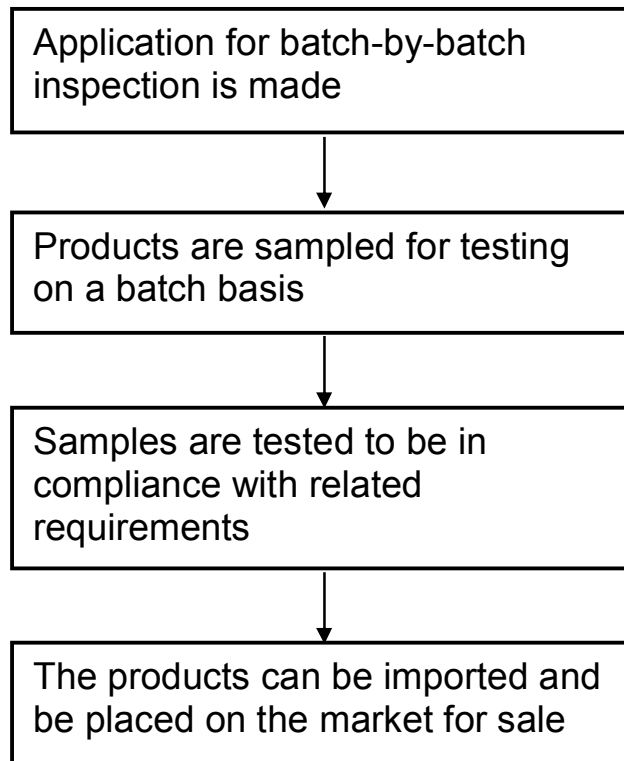 Application for batch-by-batch
inspection is made
Products are sampled for testing
on a batch basis
Samples are tested to be in
compliance with related
requirements
The products can be imported and
be placed on the market for sale